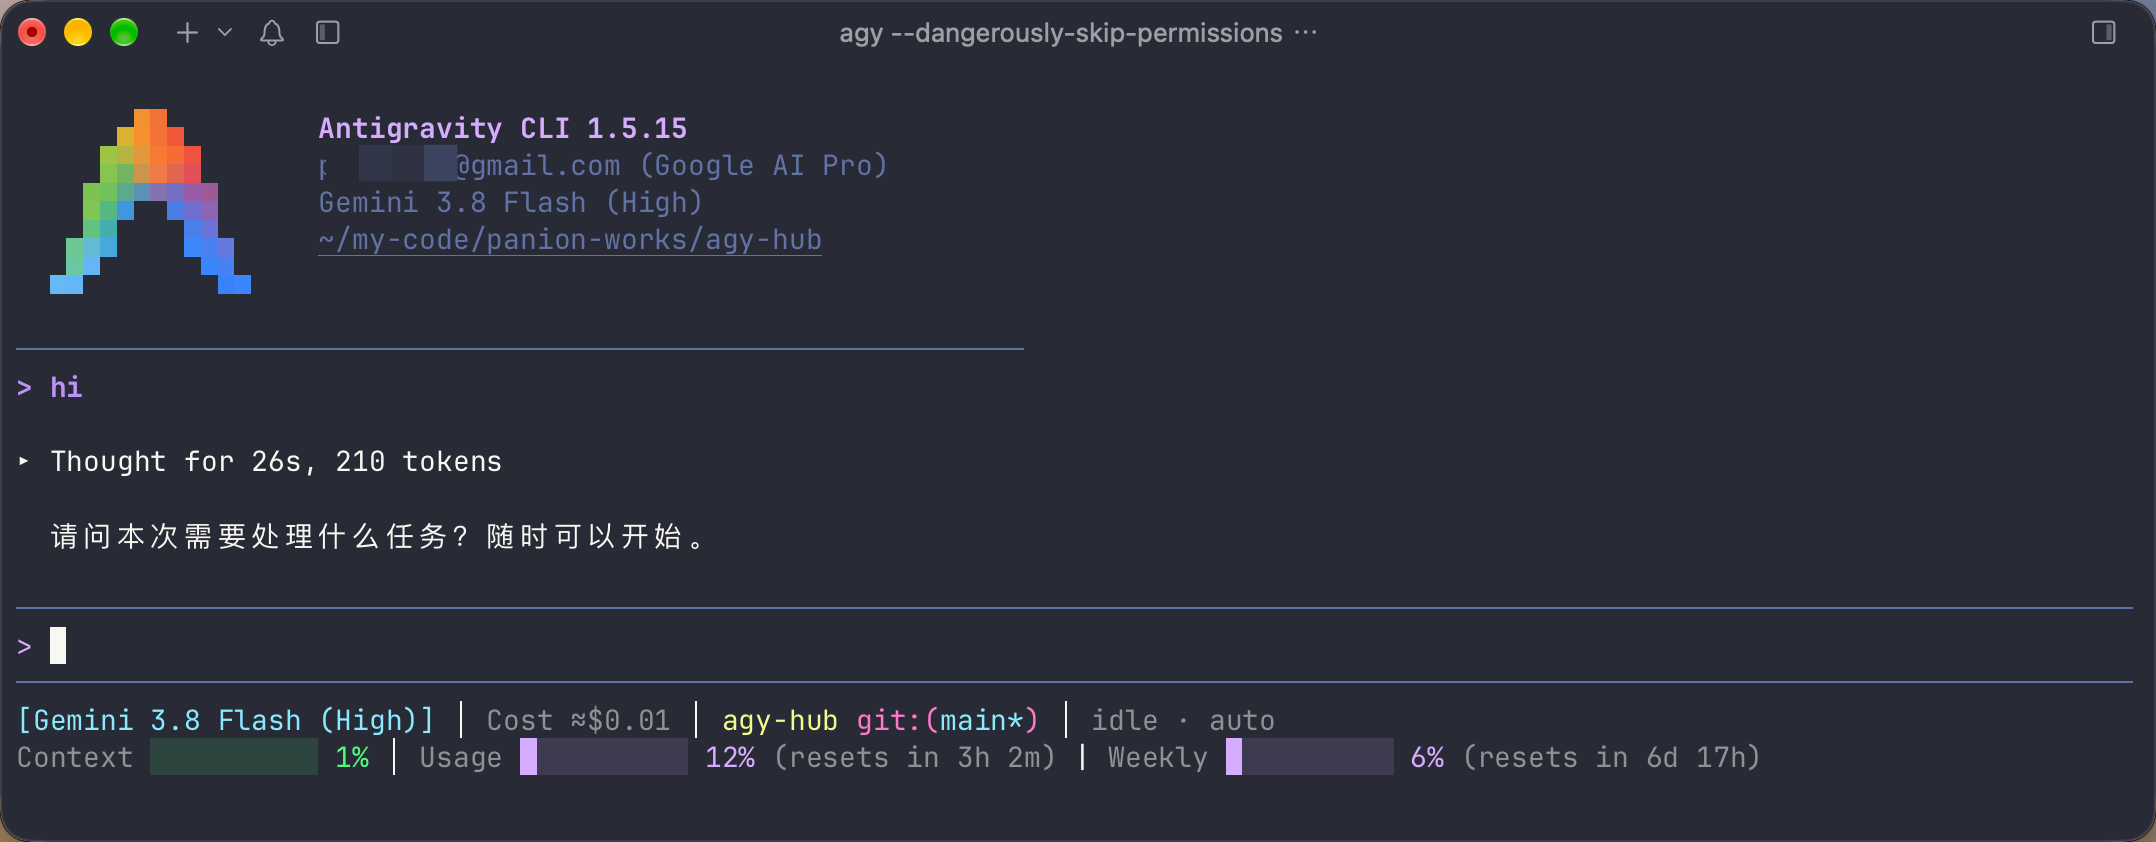 agy --dangerously-skip-permissions ···
Antigravity CLI 1.5.15
@gmail.com (Google AI Pro)
Gemini 3.8 Flash (High)
~/my-code/panion-works/agy-hub
> hi
▸ Thought for 26s, 210 tokens
请问本次需要处理什么任务？随时可以开始。
>
[Gemini 3.8 Flash (High)] │ Cost ≈$0.01 │ agy-hub git:(main*) │ idle · auto
Context 1% │ Usage 12% (resets in 3h 2m) | Weekly 6% (resets in 6d 17h)